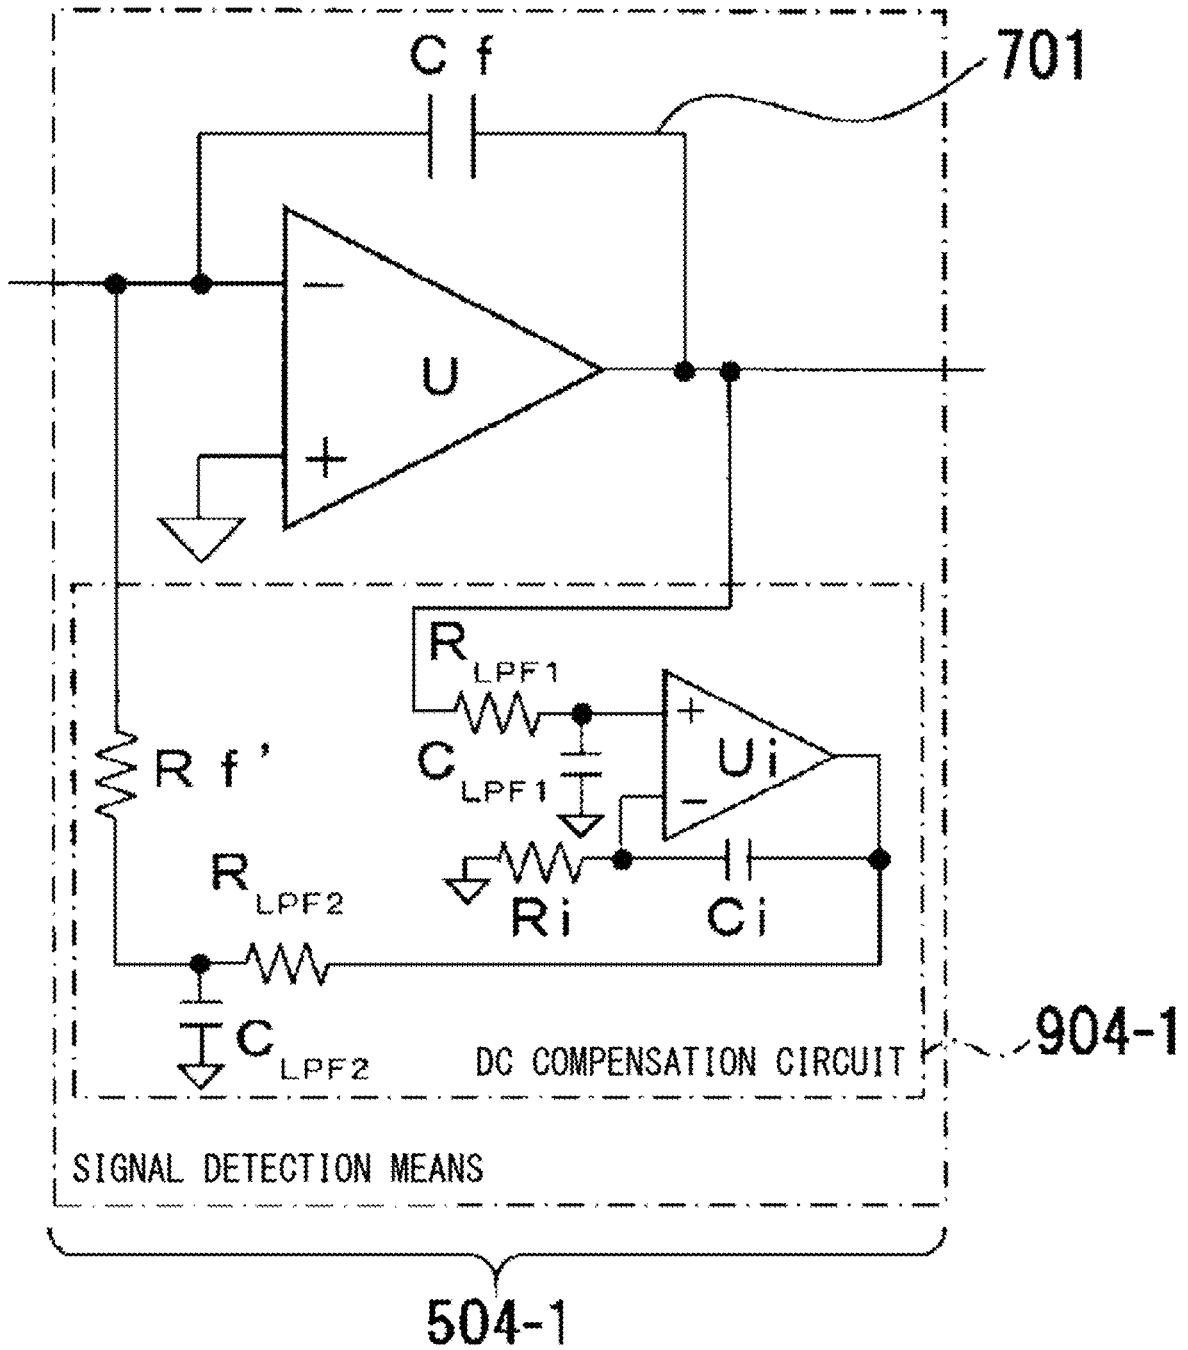 C f
701
−
U
+
R LPF1
+
Ui
−
C LPF1
R f'
R LPF2
Ri
Ci
C LPF2
DC COMPENSATION CIRCUIT
904-1
SIGNAL DETECTION MEANS
504-1